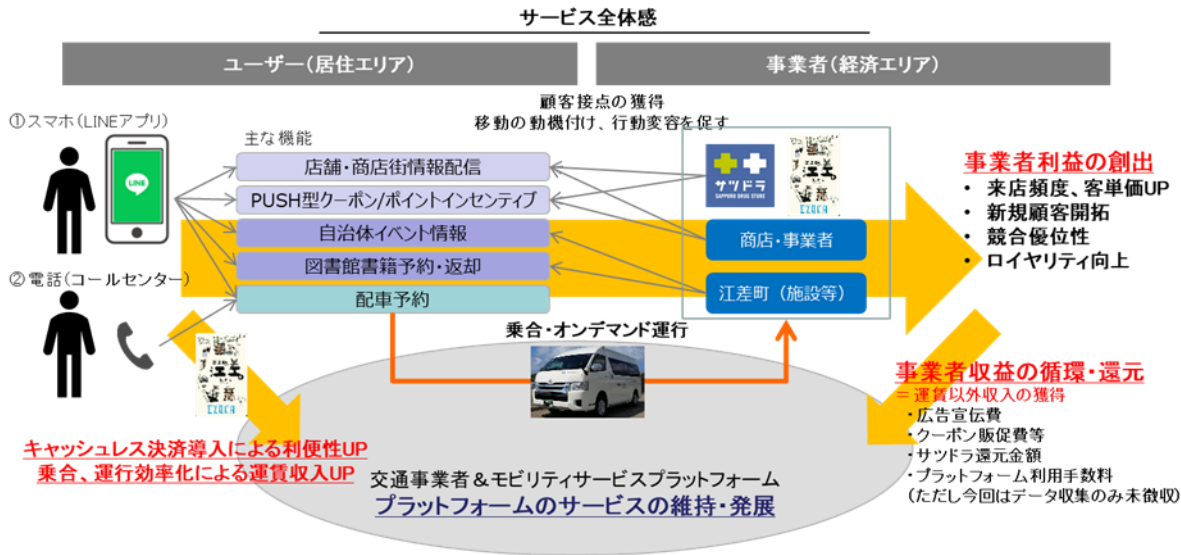 サービス全体感
ユーザー（居住エリア）
事業者（経済エリア）
顧客接点の獲得
移動の動機付け、行動変容を促す
①スマホ（LINEアプリ）
LINE
主な機能
店舗・商店街情報配信
PUSH型クーポン/ポイントインセンティブ
自治体イベント情報
図書館書籍予約・返却
配車予約
②電話（コールセンター）
サツドラ
SAPPORO DRUG STORE
江差
EZOCA
商店・事業者
江差町（施設等）
事業者利益の創出
・ 来店頻度、客単価UP
・ 新規顧客開拓
・ 競合優位性
・ ロイヤリティ向上
乗合・オンデマンド運行
EZOCA
キャッシュレス決済導入による利便性UP
乗合、運行効率化による運賃収入UP
事業者収益の循環・還元
＝運賃以外収入の獲得
・広告宣伝費
・クーポン販促費等
・サツドラ還元金額
・プラットフォーム利用手数料
（ただし今回はデータ収集のみ未徴収）
交通事業者＆モビリティサービスプラットフォーム
プラットフォームのサービスの維持・発展